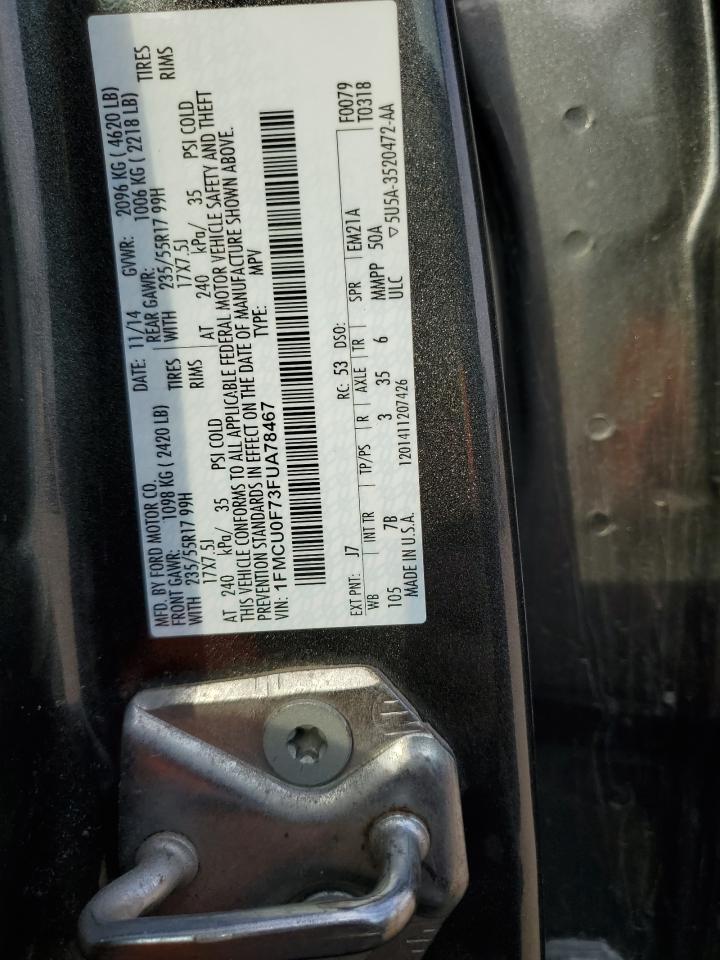 MFD. BY FORD MOTOR CO.
DATE: 11/14 GVWR: 2096 KG ( 4620 LB)
FRONT GAWR: 1098 KG ( 2420 LB) REAR GAWR: 1006 KG ( 2218 LB)
WITH 235/55R17 99H TIRES WITH 235/55R17 99H TIRES
17X7.5J RIMS 17X7.5J RIMS
AT 240 kPa/ 35 PSI COLD AT 240 kPa/ 35 PSI COLD
THIS VEHICLE CONFORMS TO ALL APPLICABLE FEDERAL MOTOR VEHICLE SAFETY AND THEFT
PREVENTION STANDARDS IN EFFECT ON THE DATE OF MANUFACTURE SHOWN ABOVE.
VIN: 1FMCU0F73FUA78467 TYPE: MPV
EXT PNT: J7 RC: 53 DSO: F0079
WB INT TR TP/PS R AXLE TR SPR EM21A T0318
105 7B 3 35 6 MMPP 50A
MADE IN U.S.A. 1201411207426 ULC ▽5U5A-3520472-AA